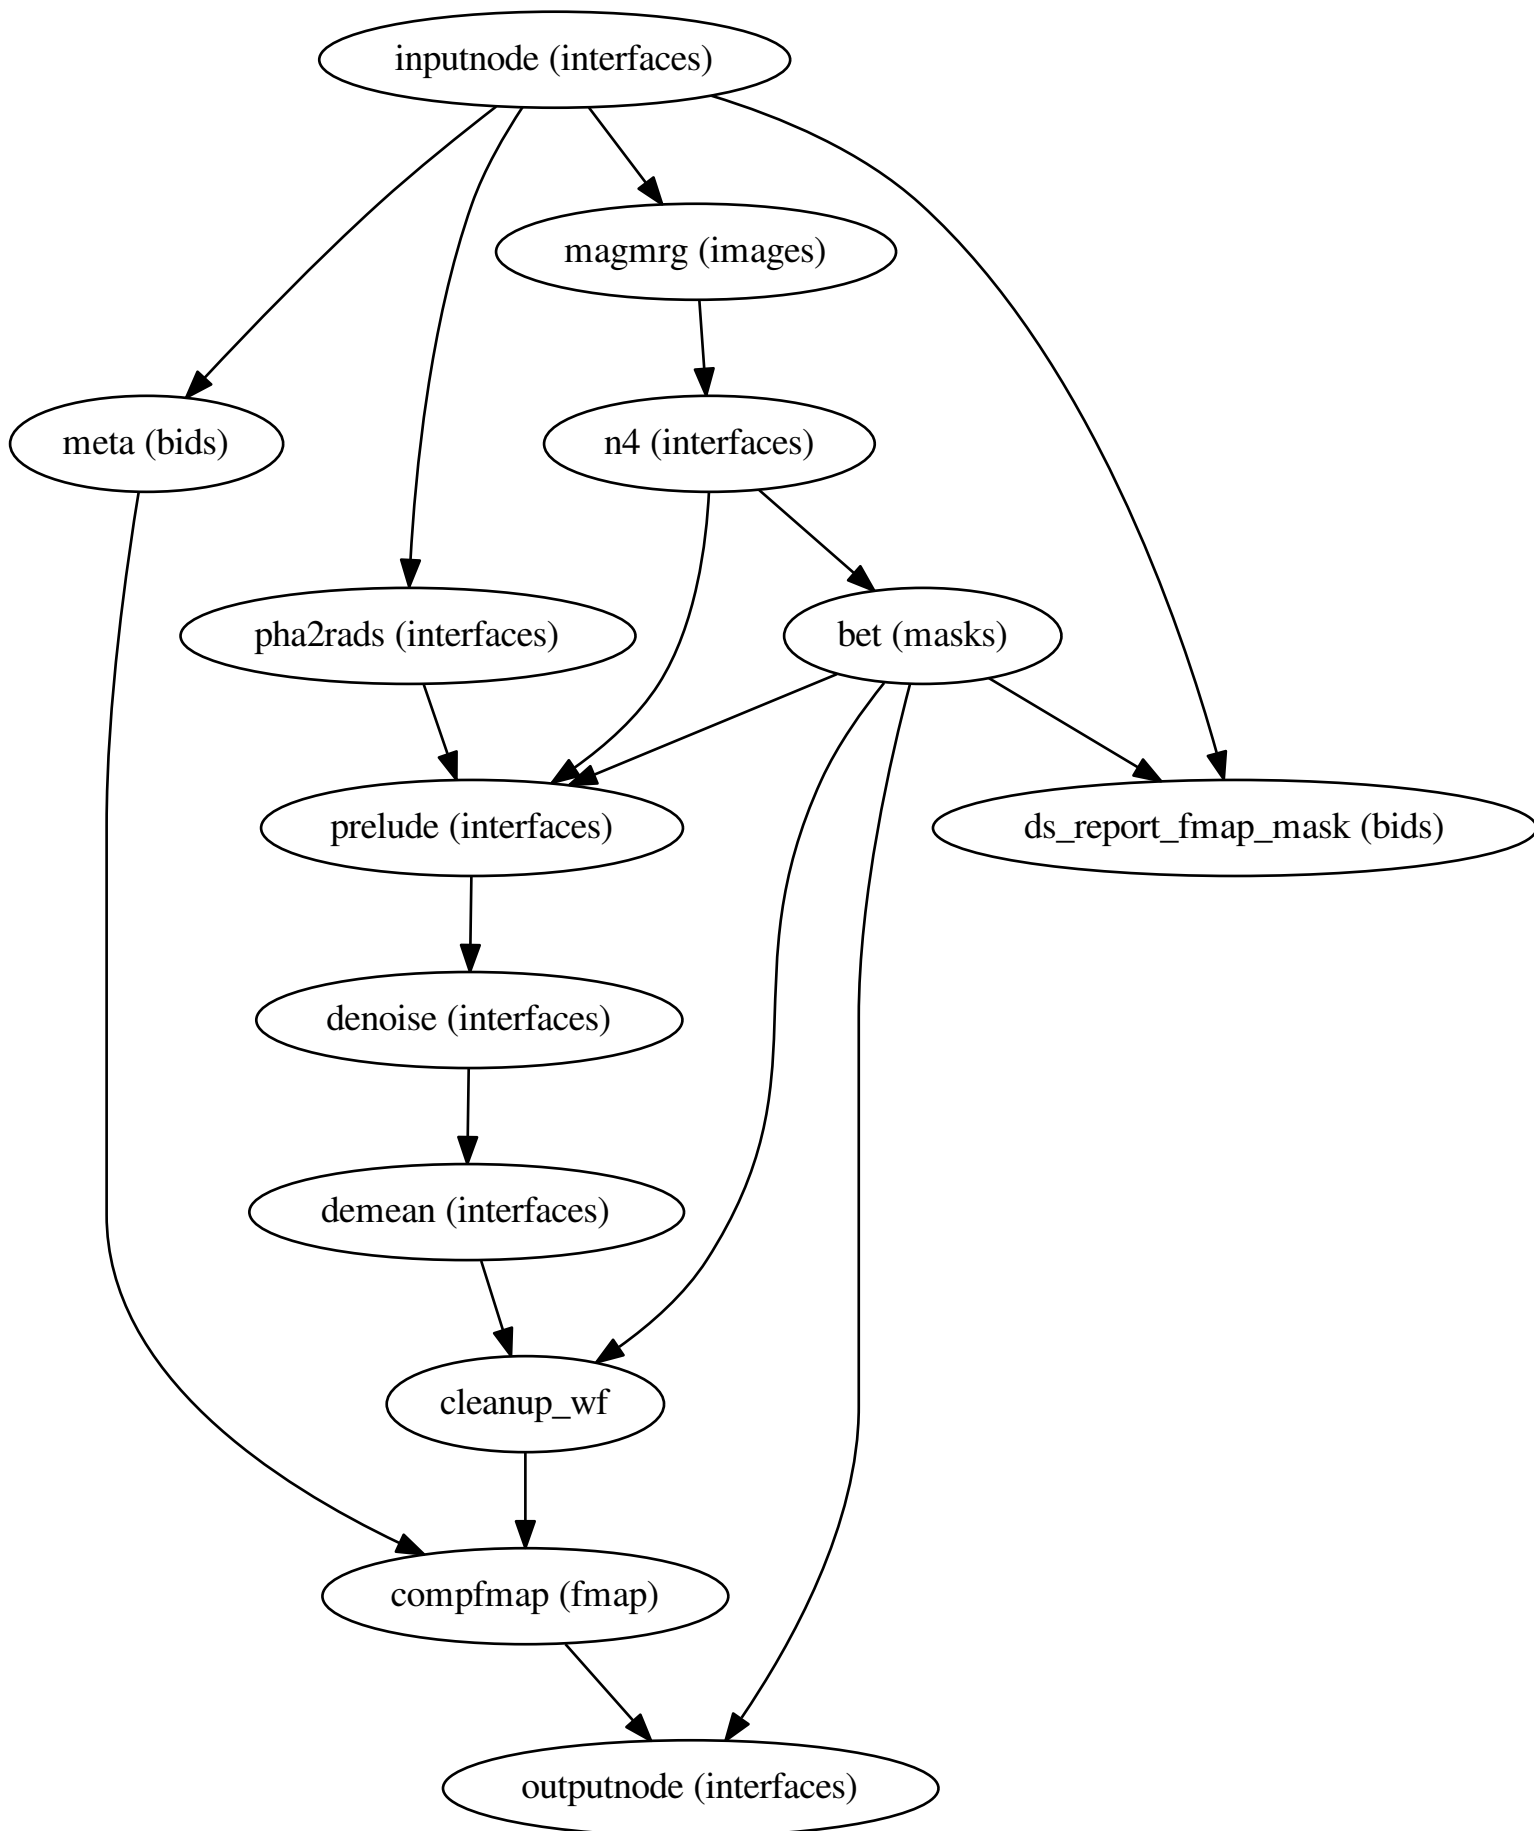 inputnode (interfaces)
magmrg (images)
meta (bids)
n4 (interfaces)
pha2rads (interfaces)
bet (masks)
prelude (interfaces)
ds_report_fmap_mask (bids)
denoise (interfaces)
demean (interfaces)
cleanup_wf
compfmap (fmap)
outputnode (interfaces)